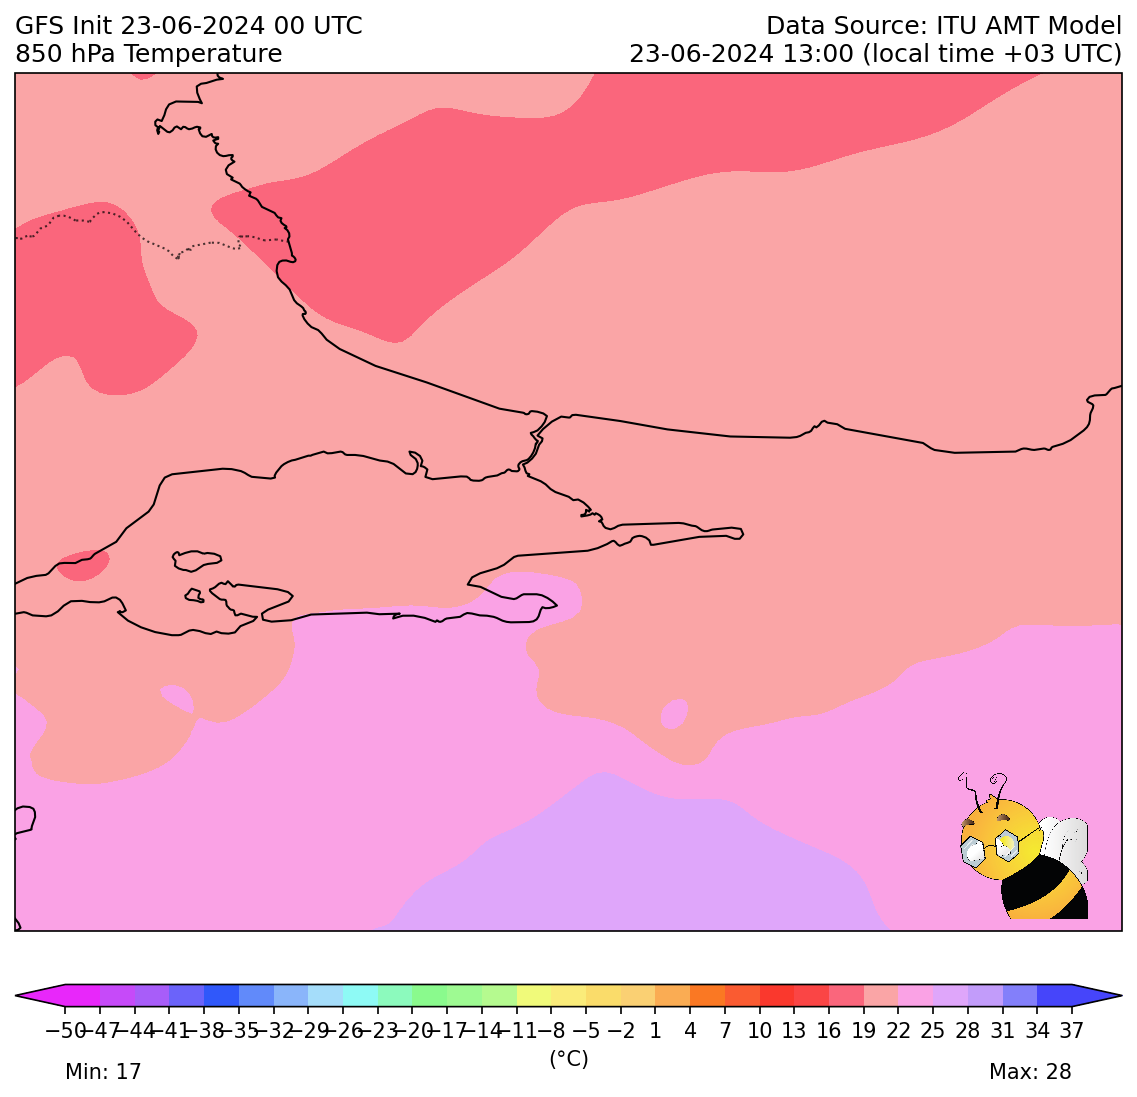 GFS Init 23-06-2024 00 UTC
850 hPa Temperature
Data Source: ITU AMT Model
23-06-2024 13:00 (local time +03 UTC)
−50 −47 −44 −41 −38 −35 −32 −29 −26 −23 −20 −17 −14 −11 −8 −5 −2 1 4 7 10 13 16 19 22 25 28 31 34 37
(°C)
Min: 17
Max: 28